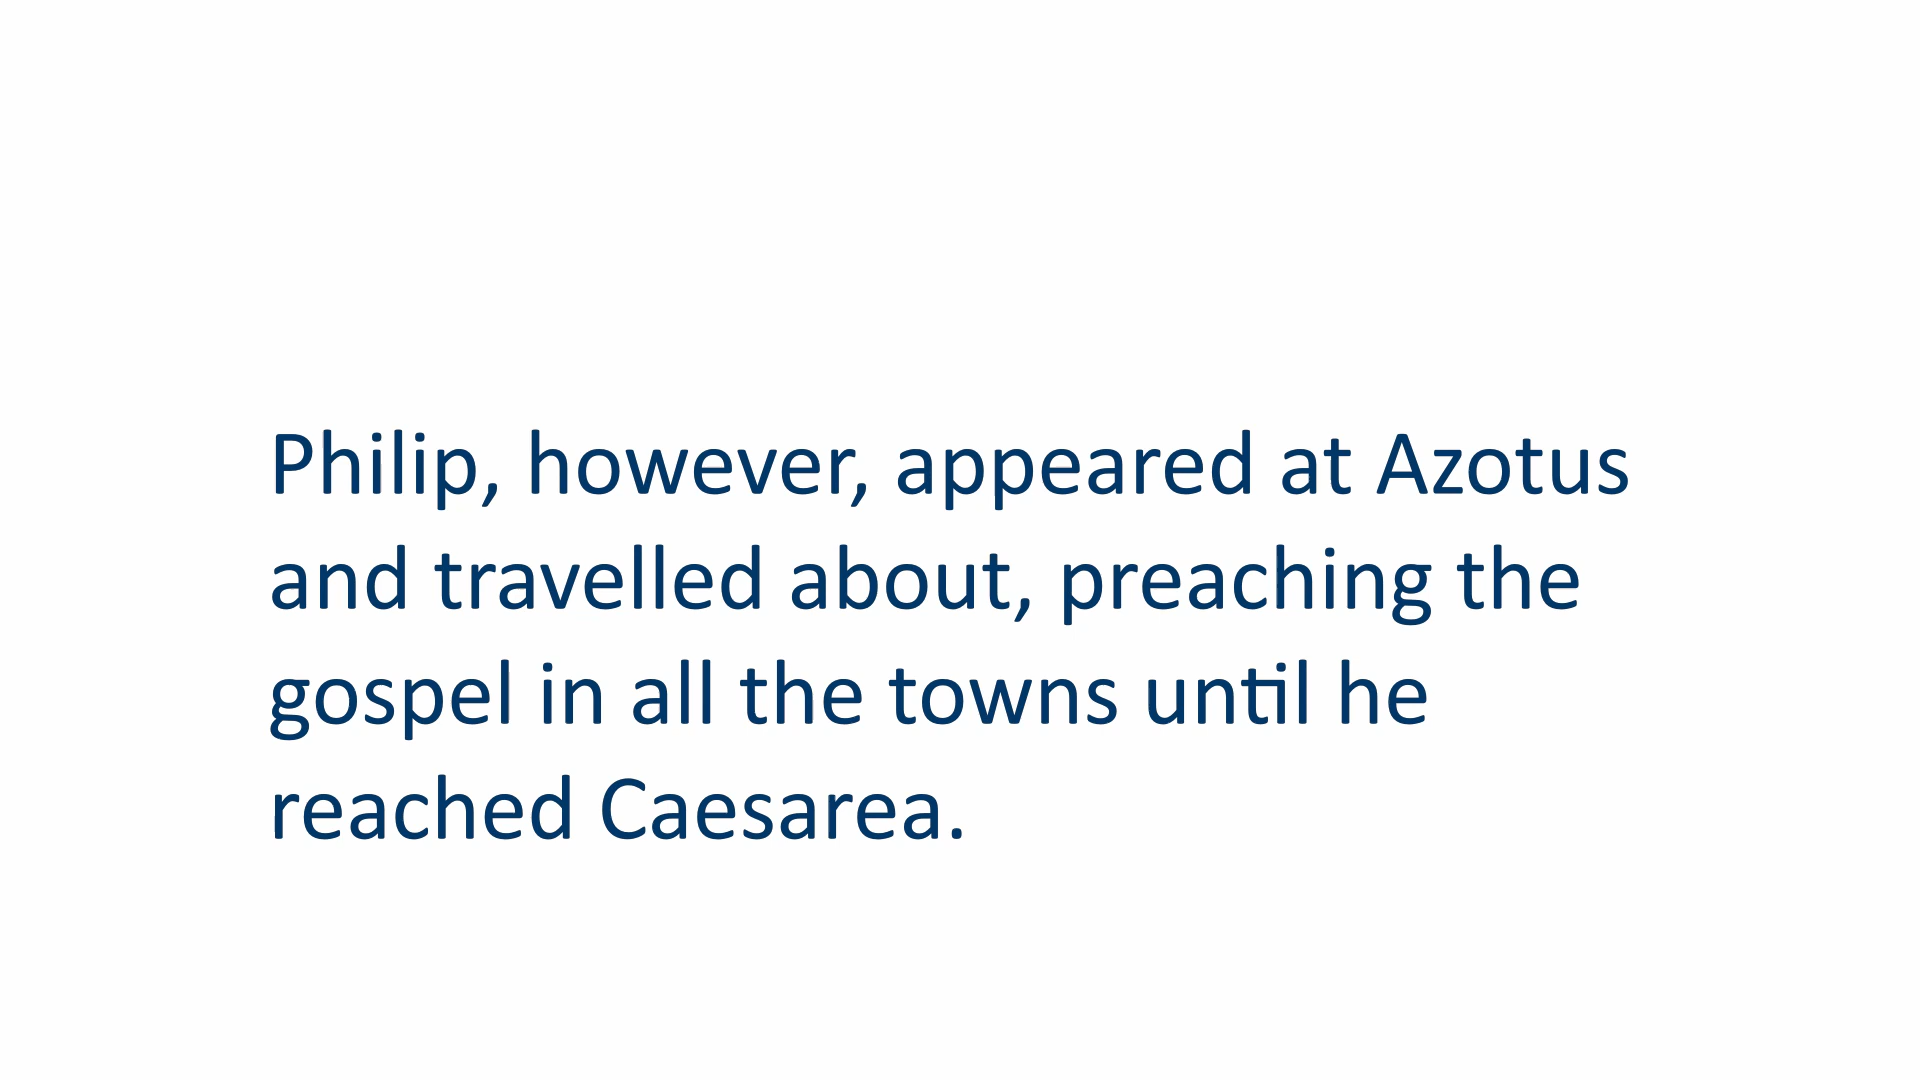 Philip, however, appeared at Azotus
and travelled about, preaching the
gospel in all the towns until he
reached Caesarea.